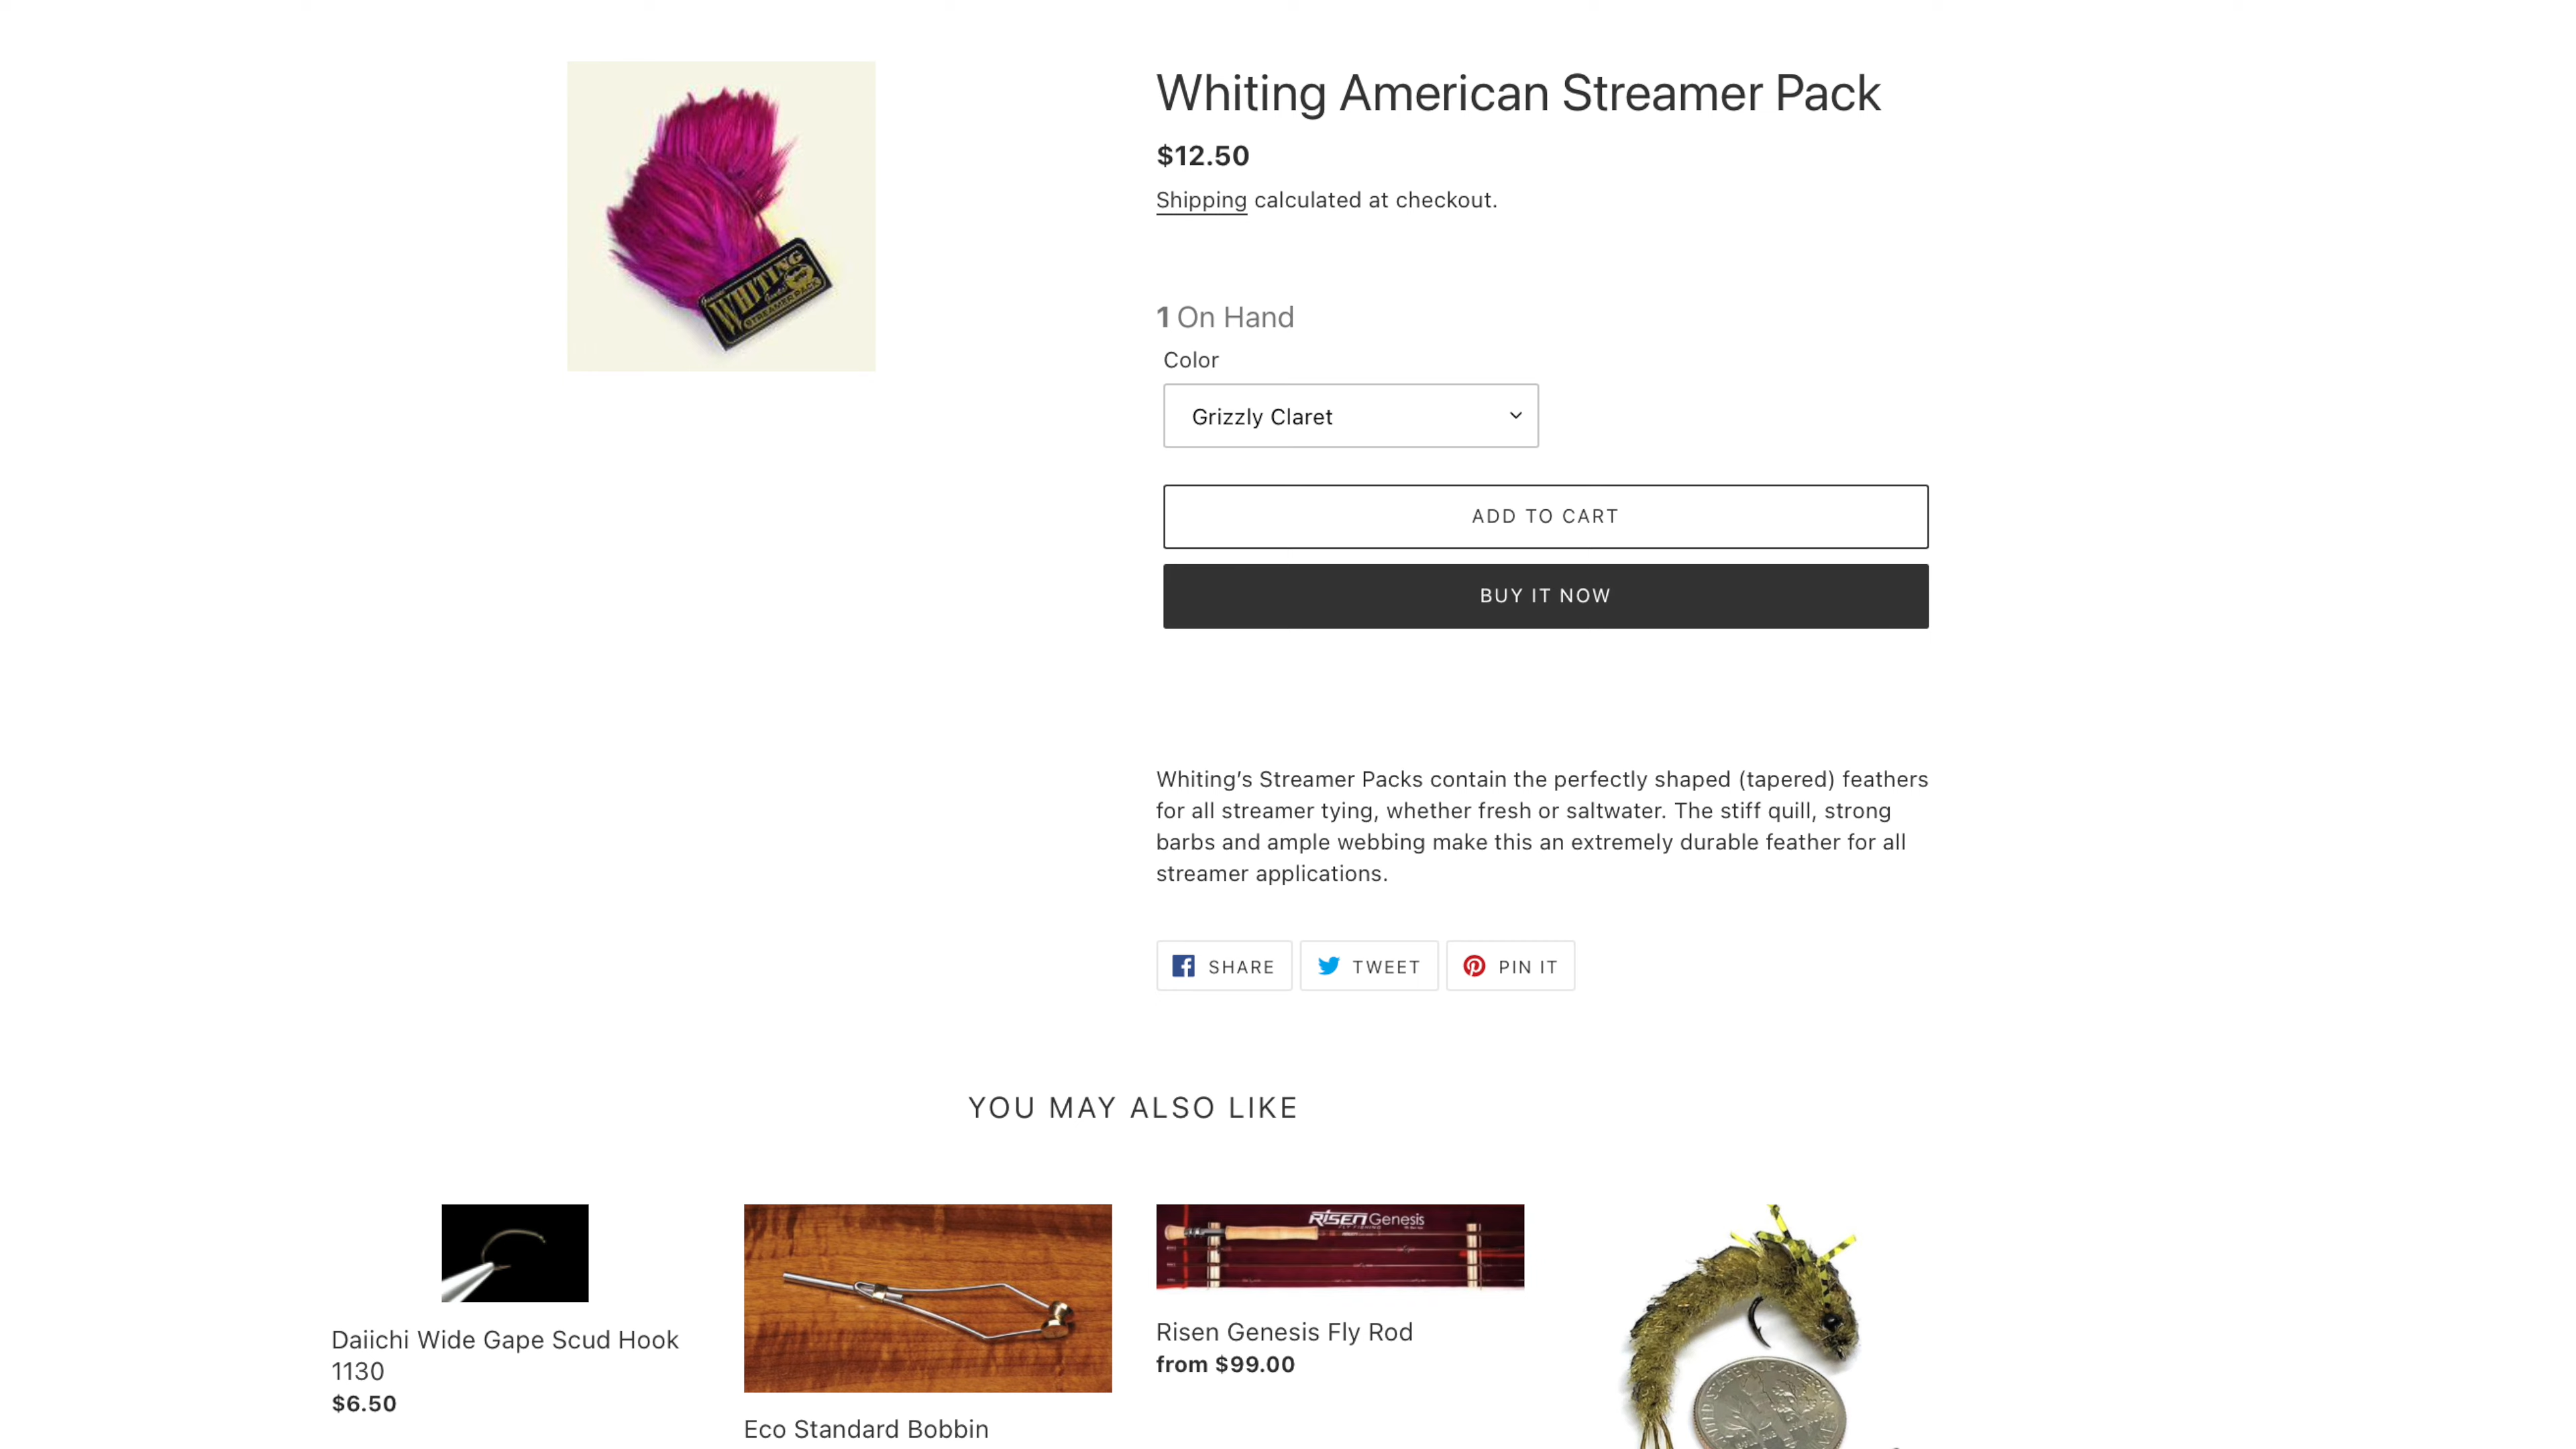 Whiting American Streamer Pack
$12.50
Shipping calculated at checkout.
WHITING
STREAMER PACK
1 On Hand
Color
Grizzly Claret
ADD TO CART
BUY IT NOW
Whiting’s Streamer Packs contain the perfectly shaped (tapered) feathers
for all streamer tying, whether fresh or saltwater. The stiff quill, strong
barbs and ample webbing make this an extremely durable feather for all
streamer applications.
SHARE TWEET PIN IT
YOU MAY ALSO LIKE
RISEN Genesis
Daiichi Wide Gape Scud Hook
1130
$6.50
Eco Standard Bobbin
Risen Genesis Fly Rod
from $99.00